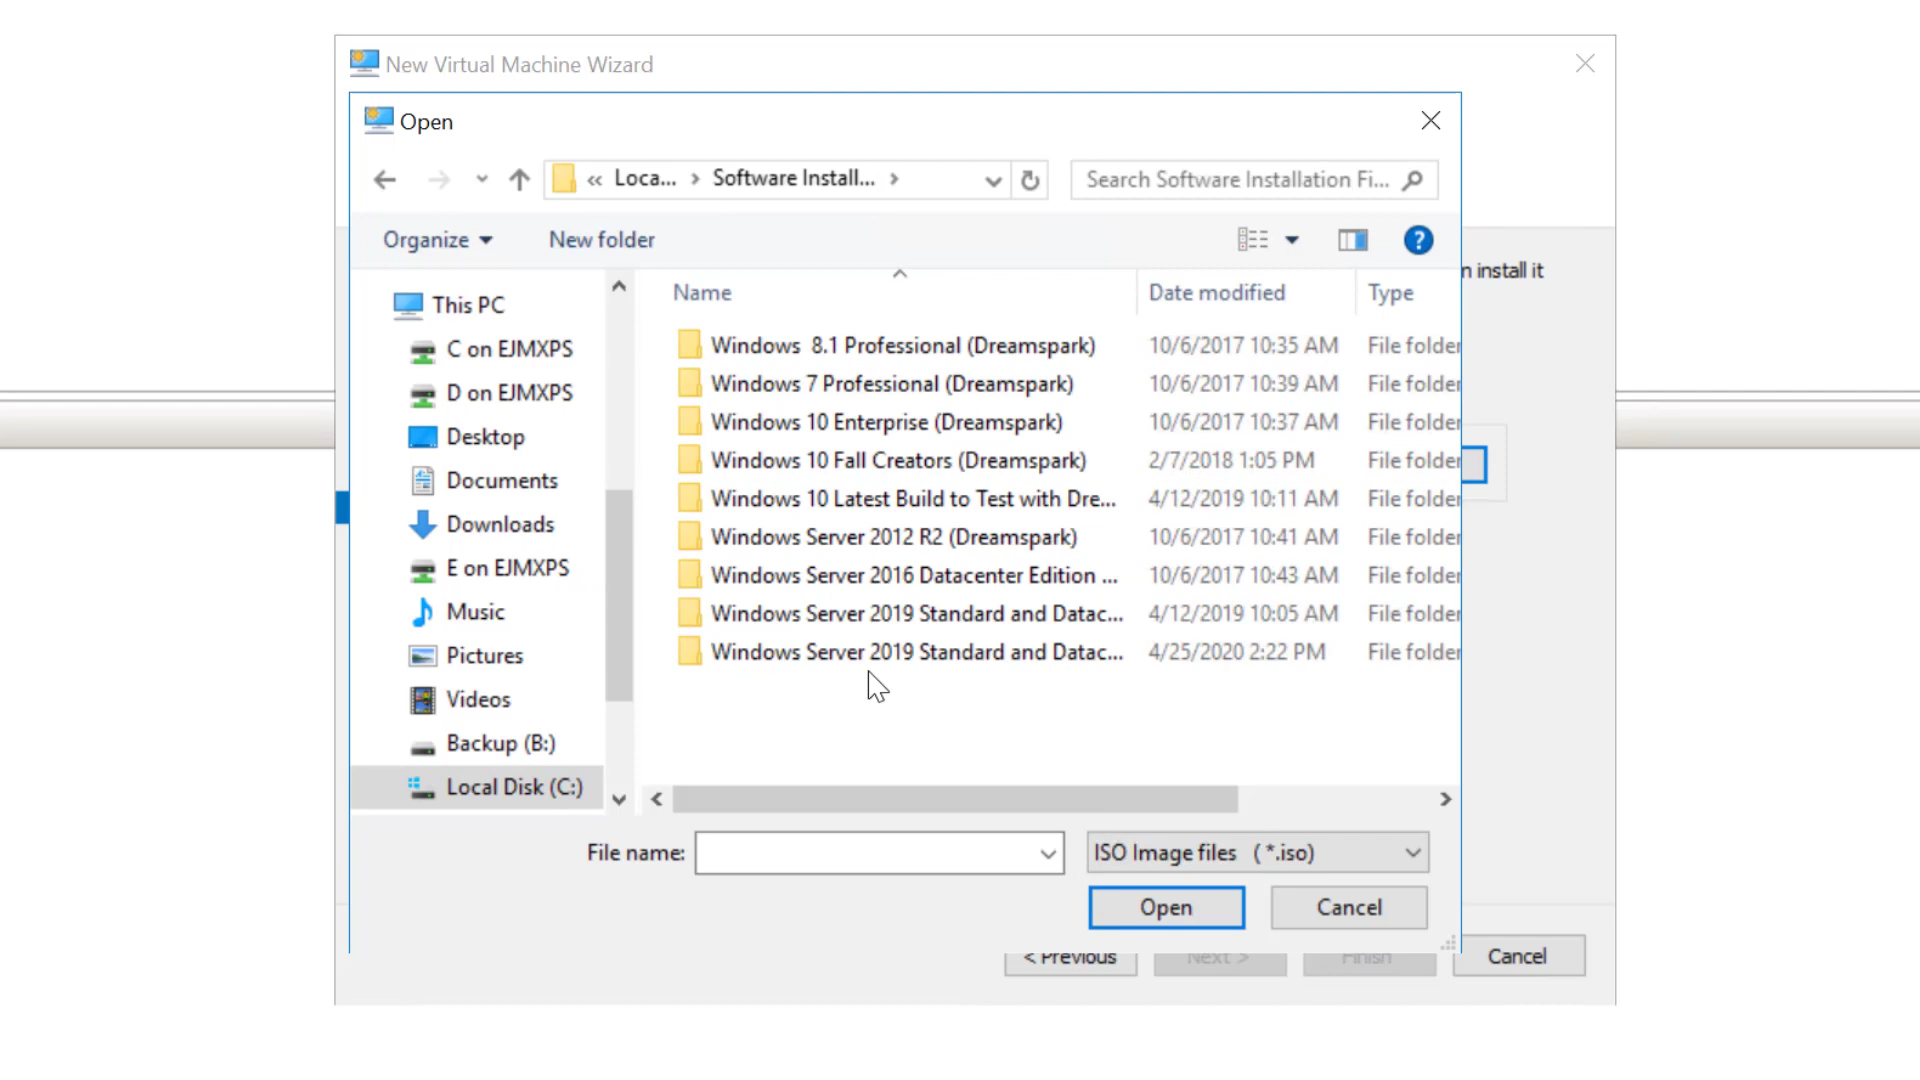 New Virtual Machine Wizard
Open
« Loca... › Software Install... ›
Search Software Installation Fi...
Organize
New folder
?
n install it
Name
Date modified
Type
This PC
C on EJMXPS
D on EJMXPS
Desktop
Documents
Downloads
E on EJMXPS
Music
Pictures
Videos
Backup (B:)
Local Disk (C:)
Windows  8.1 Professional (Dreamspark) 10/6/2017 10:35 AM File folder
Windows 7 Professional (Dreamspark) 10/6/2017 10:39 AM File folder
Windows 10 Enterprise (Dreamspark) 10/6/2017 10:37 AM File folder
Windows 10 Fall Creators (Dreamspark) 2/7/2018 1:05 PM File folder
Windows 10 Latest Build to Test with Dre... 4/12/2019 10:11 AM File folder
Windows Server 2012 R2 (Dreamspark) 10/6/2017 10:41 AM File folder
Windows Server 2016 Datacenter Edition ... 10/6/2017 10:43 AM File folder
Windows Server 2019 Standard and Datac... 4/12/2019 10:05 AM File folder
Windows Server 2019 Standard and Datac... 4/25/2020 2:22 PM File folder
File name:
ISO Image files  ( *.iso)
Open
Cancel
< Previous
Next >
Finish
Cancel